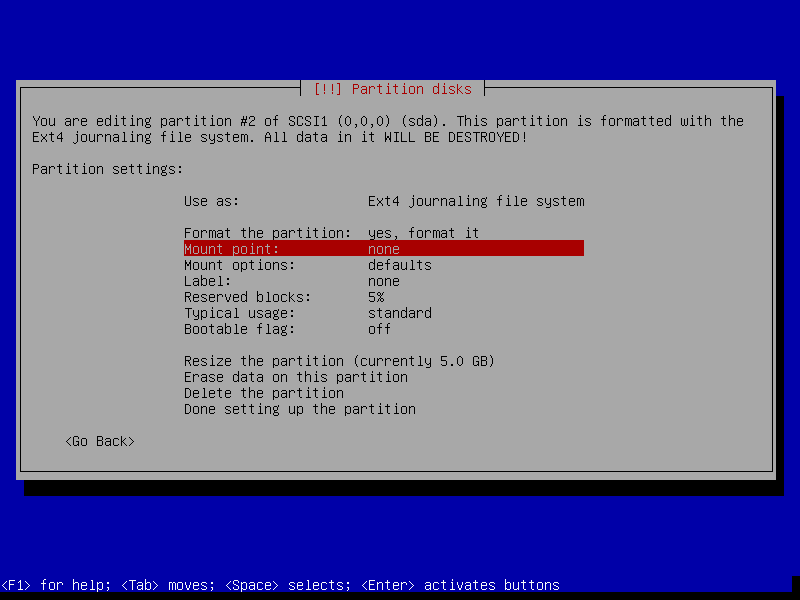 [!!] Partition disks
You are editing partition #2 of SCSI1 (0,0,0) (sda). This partition is formatted with the
Ext4 journaling file system. All data in it WILL BE DESTROYED!
Partition settings:
Use as: Ext4 journaling file system
Format the partition: yes, format it
Mount point: none
Mount options: defaults
Label: none
Reserved blocks: 5%
Typical usage: standard
Bootable flag: off
Resize the partition (currently 5.0 GB)
Erase data on this partition
Delete the partition
Done setting up the partition
<Go Back>
<F1> for help; <Tab> moves; <Space> selects; <Enter> activates buttons